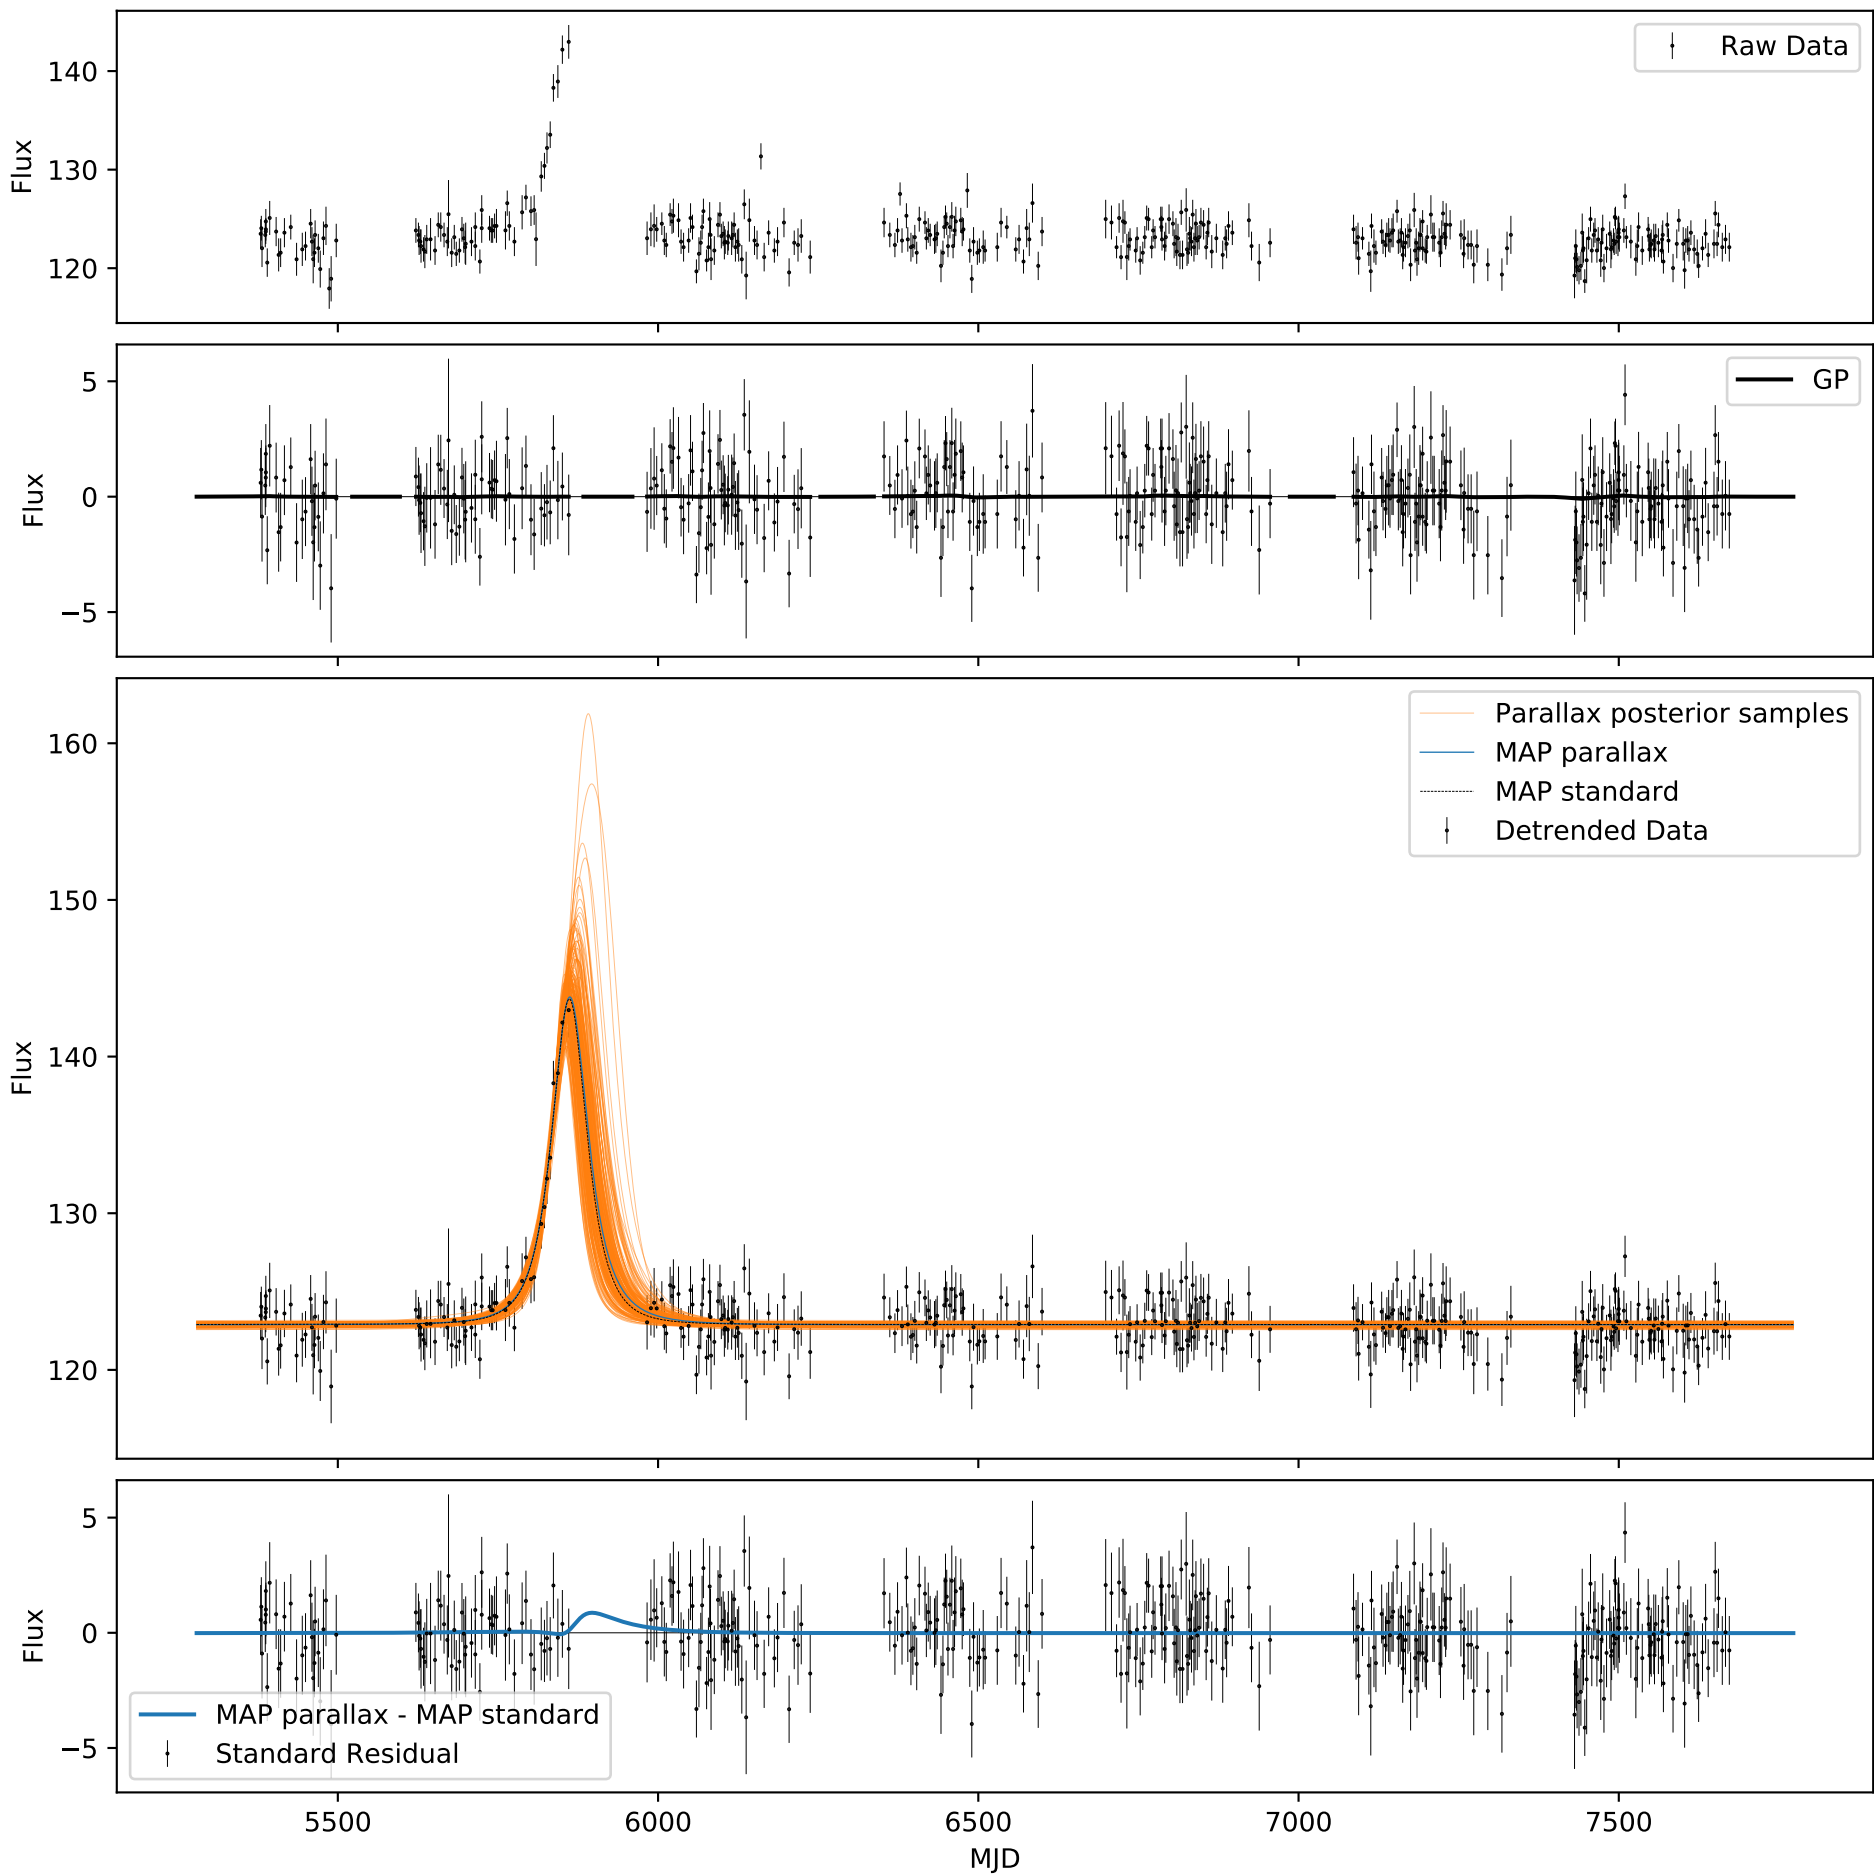 Flux
140
130
120
Raw Data
Flux
5
0
−5
GP
Flux
160
150
140
130
120
Parallax posterior samples
MAP parallax
MAP standard
Detrended Data
Flux
5
0
−5
MAP parallax - MAP standard
Standard Residual
5500
6000
6500
7000
7500
MJD